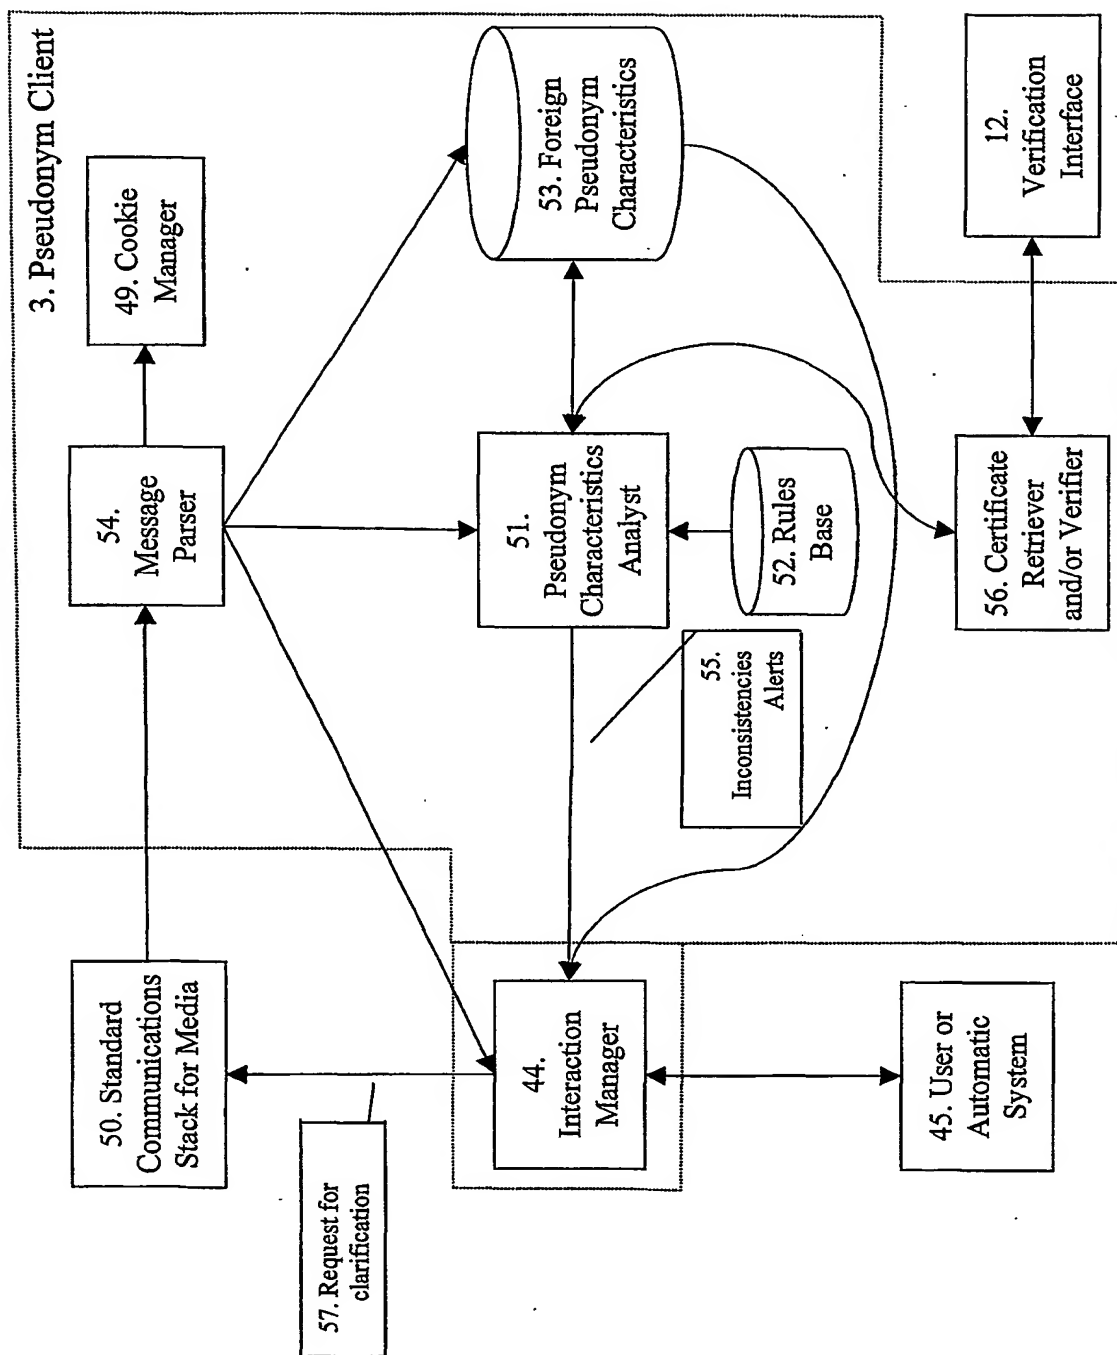 3. Pseudonym Client
50. Standard
Communications
Stack for Media
54.
Message
Parser
49. Cookie
Manager
57. Request for
clarification
44.
Interaction
Manager
51.
Pseudonym
Characteristics
Analyst
53. Foreign
Pseudonym
Characteristics
55.
Inconsistencies
Alerts
52. Rules
Base
45. User or
Automatic
System
56. Certificate
Retriever
and/or Verifier
12.
Verification
Interface